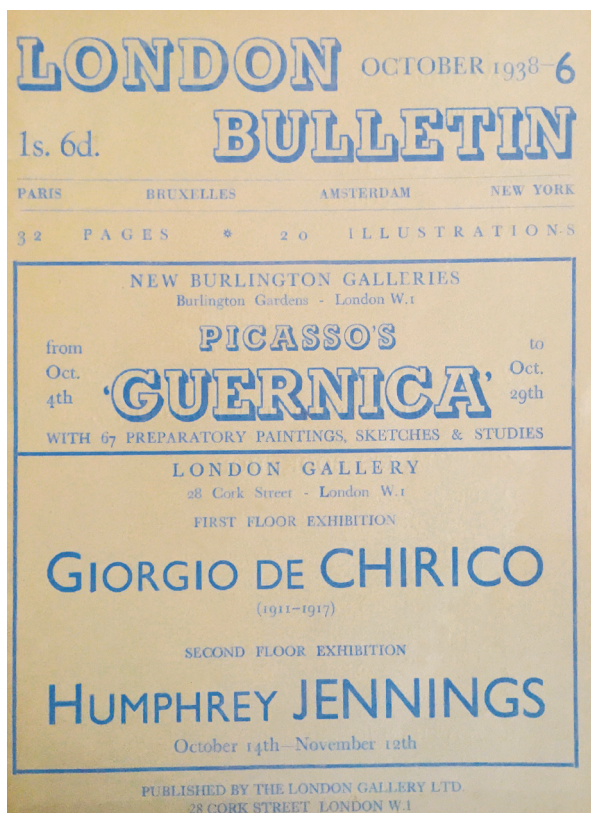 LONDON OCTOBER 1938-6
1s. 6d. BULLETIN
PARIS BRUXELLES AMSTERDAM NEW YORK
32 PAGES * 20 ILLUSTRATIONS
NEW BURLINGTON GALLERIES
Burlington Gardens - London W.1
from Oct. 4th
PICASSO'S
'GUERNICA'
to Oct. 29th
WITH 67 PREPARATORY PAINTINGS, SKETCHES & STUDIES
LONDON GALLERY
28 Cork Street - London W.1
FIRST FLOOR EXHIBITION
GIORGIO DE CHIRICO
(1911-1917)
SECOND FLOOR EXHIBITION
HUMPHREY JENNINGS
October 14th—November 12th
PUBLISHED BY THE LONDON GALLERY LTD.
28 CORK STREET LONDON W.1